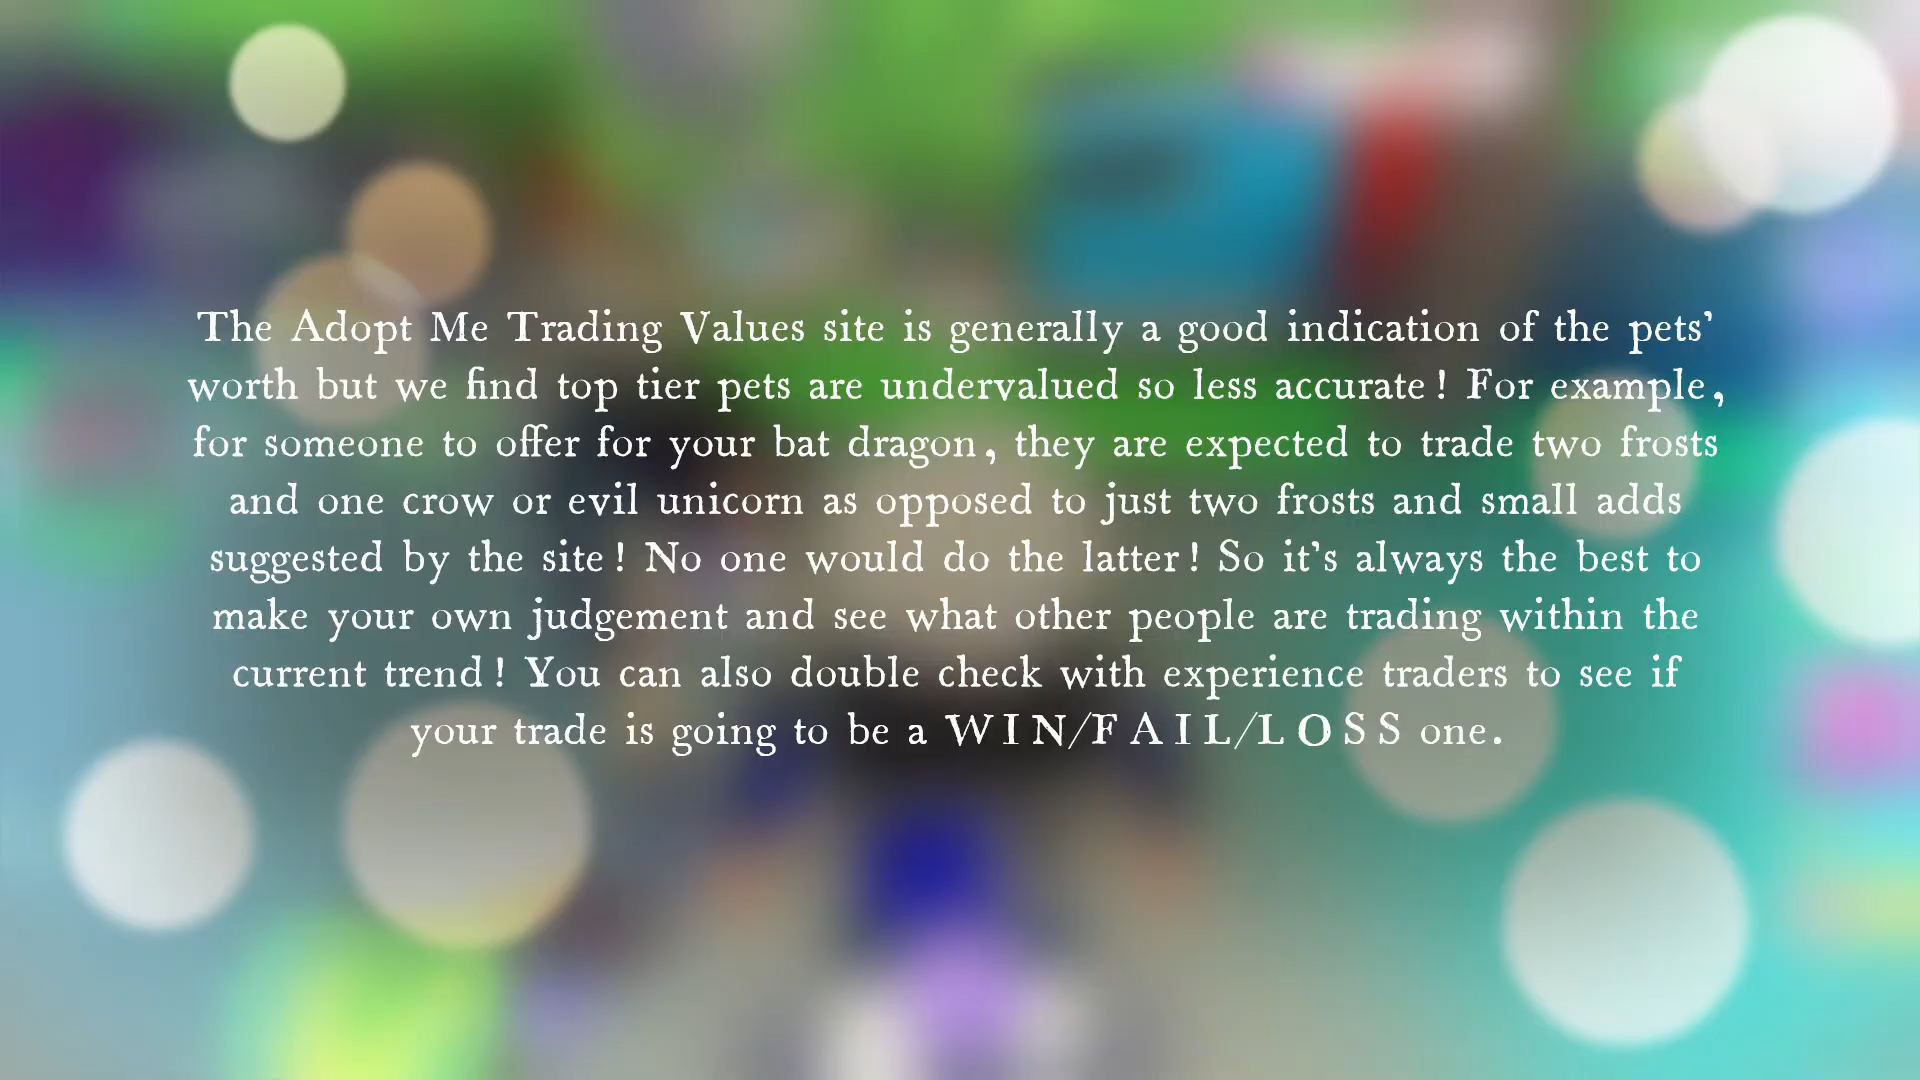 The Adopt Me Trading Values site is generally a good indication of the pets’
worth but we find top tier pets are undervalued so less accurate! For example,
for someone to offer for your bat dragon, they are expected to trade two frosts
and one crow or evil unicorn as opposed to just two frosts and small adds
suggested by the site! No one would do the latter! So it’s always the best to
make your own judgement and see what other people are trading within the
current trend! You can also double check with experience traders to see if
your trade is going to be a WIN/FAIL/LOSS one.